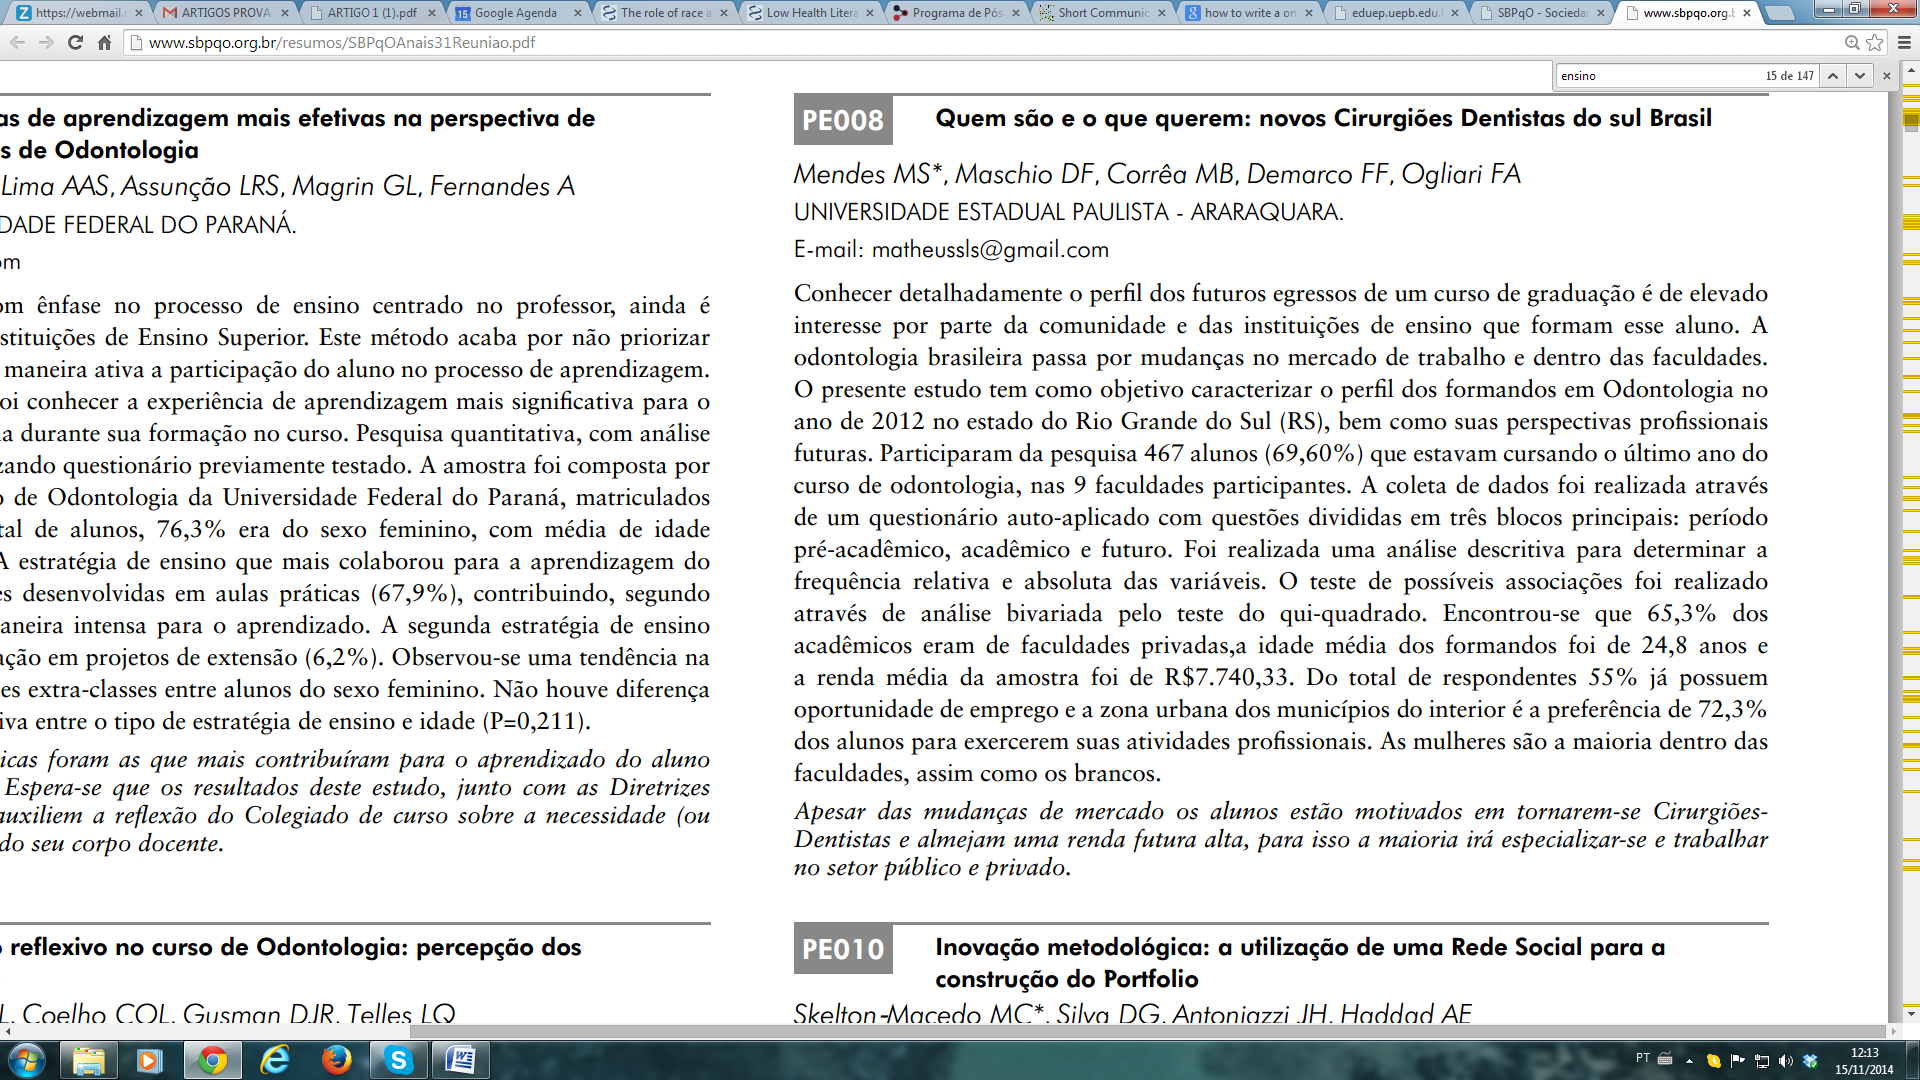 https://webmail.u
ARTIGOS PROVA
ARTIGO 1 (1).pdf
Google Agenda
The role of race a
Low Health Litera
Programa de Pós
Short Communic
how to write a on
eduep.uepb.edu.
SBPqO - Socieda
www.sbpqo.org.b
www.sbpqo.org.br/resumos/SBPqOAnais31Reuniao.pdf
ensino
15 de 147
as de aprendizagem mais efetivas na perspectiva de
s de Odontologia
Lima AAS, Assunção LRS, Magrin GL, Fernandes A
DADE FEDERAL DO PARANÁ.
om
om ênfase no processo de ensino centrado no professor, ainda é
stituições de Ensino Superior. Este método acaba por não priorizar
maneira ativa a participação do aluno no processo de aprendizagem.
oi conhecer a experiência de aprendizagem mais significativa para o
ia durante sua formação no curso. Pesquisa quantitativa, com análise
zando questionário previamente testado. A amostra foi composta por
o de Odontologia da Universidade Federal do Paraná, matriculados
tal de alunos, 76,3% era do sexo feminino, com média de idade
A estratégia de ensino que mais colaborou para a aprendizagem do
es desenvolvidas em aulas práticas (67,9%), contribuindo, segundo
aneira intensa para o aprendizado. A segunda estratégia de ensino
ação em projetos de extensão (6,2%). Observou-se uma tendência na
es extra-classes entre alunos do sexo feminino. Não houve diferença
iva entre o tipo de estratégia de ensino e idade (P=0,211).
icas foram as que mais contribuíram para o aprendizado do aluno
Espera-se que os resultados deste estudo, junto com as Diretrizes
auxiliem a reflexão do Colegiado de curso sobre a necessidade (ou
do seu corpo docente.
o reflexivo no curso de Odontologia: percepção dos
L, Coelho COL, Gusman DJR, Telles LQ
PE008
Quem são e o que querem: novos Cirurgiões Dentistas do sul Brasil
Mendes MS*, Maschio DF, Corrêa MB, Demarco FF, Ogliari FA
UNIVERSIDADE ESTADUAL PAULISTA - ARARAQUARA.
E-mail: matheussls@gmail.com
Conhecer detalhadamente o perfil dos futuros egressos de um curso de graduação é de elevado
interesse por parte da comunidade e das instituições de ensino que formam esse aluno. A
odontologia brasileira passa por mudanças no mercado de trabalho e dentro das faculdades.
O presente estudo tem como objetivo caracterizar o perfil dos formandos em Odontologia no
ano de 2012 no estado do Rio Grande do Sul (RS), bem como suas perspectivas profissionais
futuras. Participaram da pesquisa 467 alunos (69,60%) que estavam cursando o último ano do
curso de odontologia, nas 9 faculdades participantes. A coleta de dados foi realizada através
de um questionário auto-aplicado com questões divididas em três blocos principais: período
pré-acadêmico, acadêmico e futuro. Foi realizada uma análise descritiva para determinar a
frequência relativa e absoluta das variáveis. O teste de possíveis associações foi realizado
através de análise bivariada pelo teste do qui-quadrado. Encontrou-se que 65,3% dos
acadêmicos eram de faculdades privadas,a idade média dos formandos foi de 24,8 anos e
a renda média da amostra foi de R$7.740,33. Do total de respondentes 55% já possuem
oportunidade de emprego e a zona urbana dos municípios do interior é a preferência de 72,3%
dos alunos para exercerem suas atividades profissionais. As mulheres são a maioria dentro das
faculdades, assim como os brancos.
Apesar das mudanças de mercado os alunos estão motivados em tornarem-se Cirurgiões-
Dentistas e almejam uma renda futura alta, para isso a maioria irá especializar-se e trabalhar
no setor público e privado.
PE010
Inovação metodológica: a utilização de uma Rede Social para a
construção do Portfolio
Skelton-Macedo MC*, Silva DG, Antoniazzi JH, Haddad AE
PT
12:13
15/11/2014